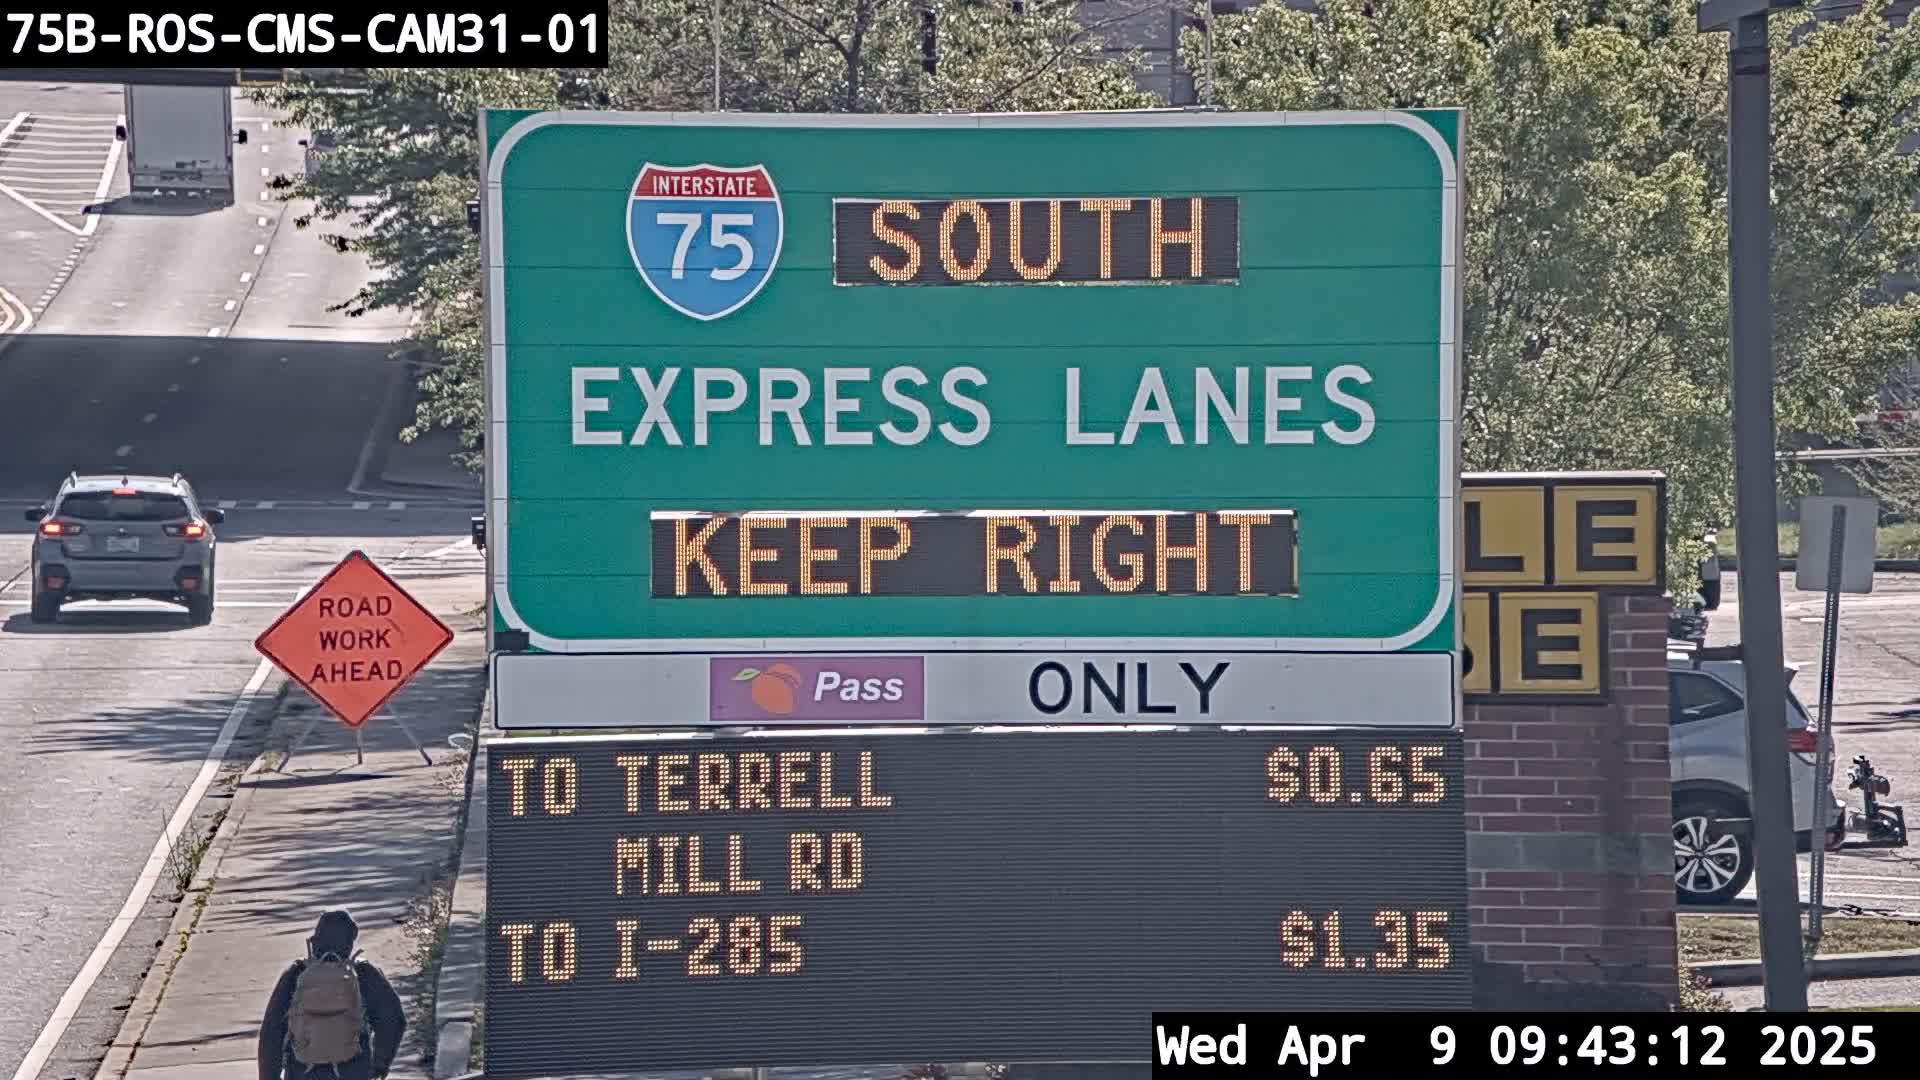 75B-ROS-CMS-CAM31-01
INTERSTATE
75
SOUTH
EXPRESS LANES
KEEP RIGHT
Pass ONLY
TO TERRELL $0.65
MILL RD
TO I-285 $1.35
ROAD
WORK
AHEAD
LE
E
Wed Apr 9 09:43:12 2025